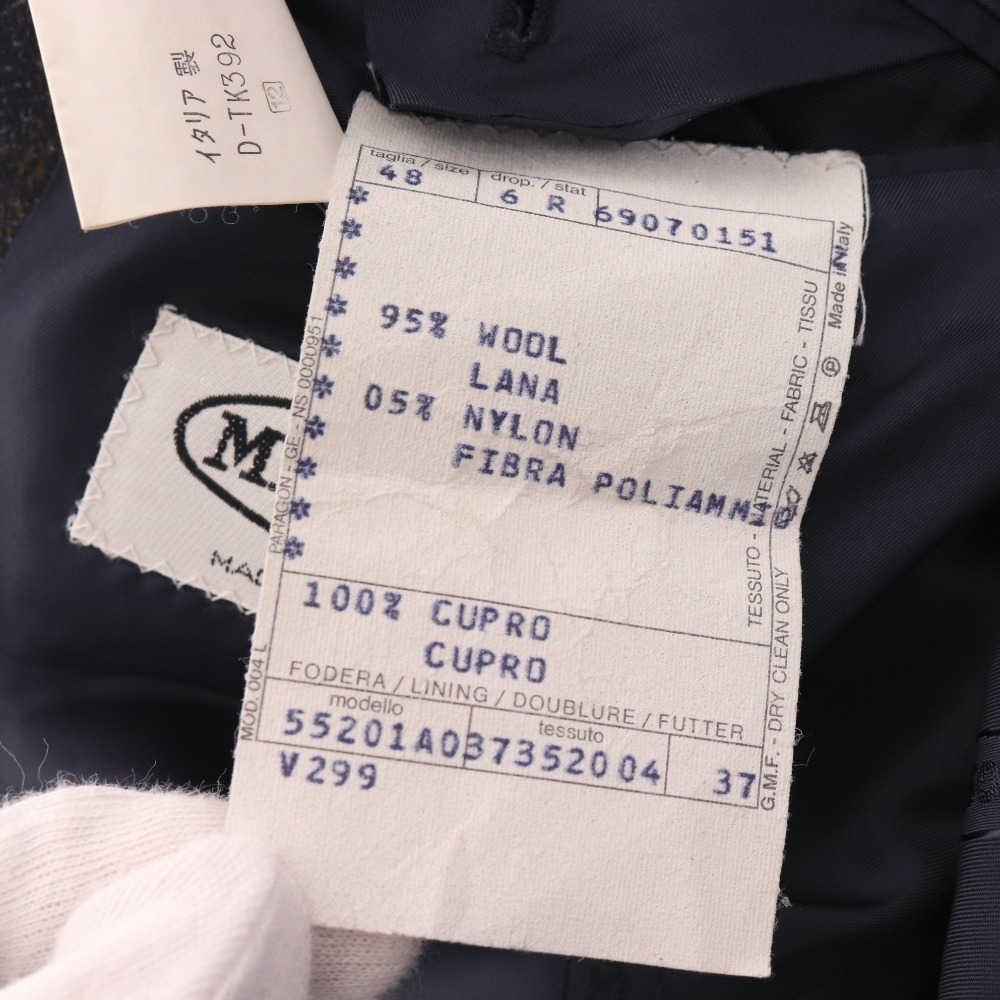 イタリア製
D-TK392
12
taglia / size
48
drop. / stat
6 R
69070151
95% WOOL
LANA
05% NYLON
FIBRA POLIAMM
100% CUPRO
CUPRO
FODERA / LINING / DOUBLURE / FUTTER
modello
55201A0
tessuto
37352004
37
V299
PARAGON - GE - NS 0000951
MOD. 004 L
Made in Italy
TESSUTO - MATERIAL - FABRIC - TISSU
G.M.F. - DRY CLEAN ONLY
P
M